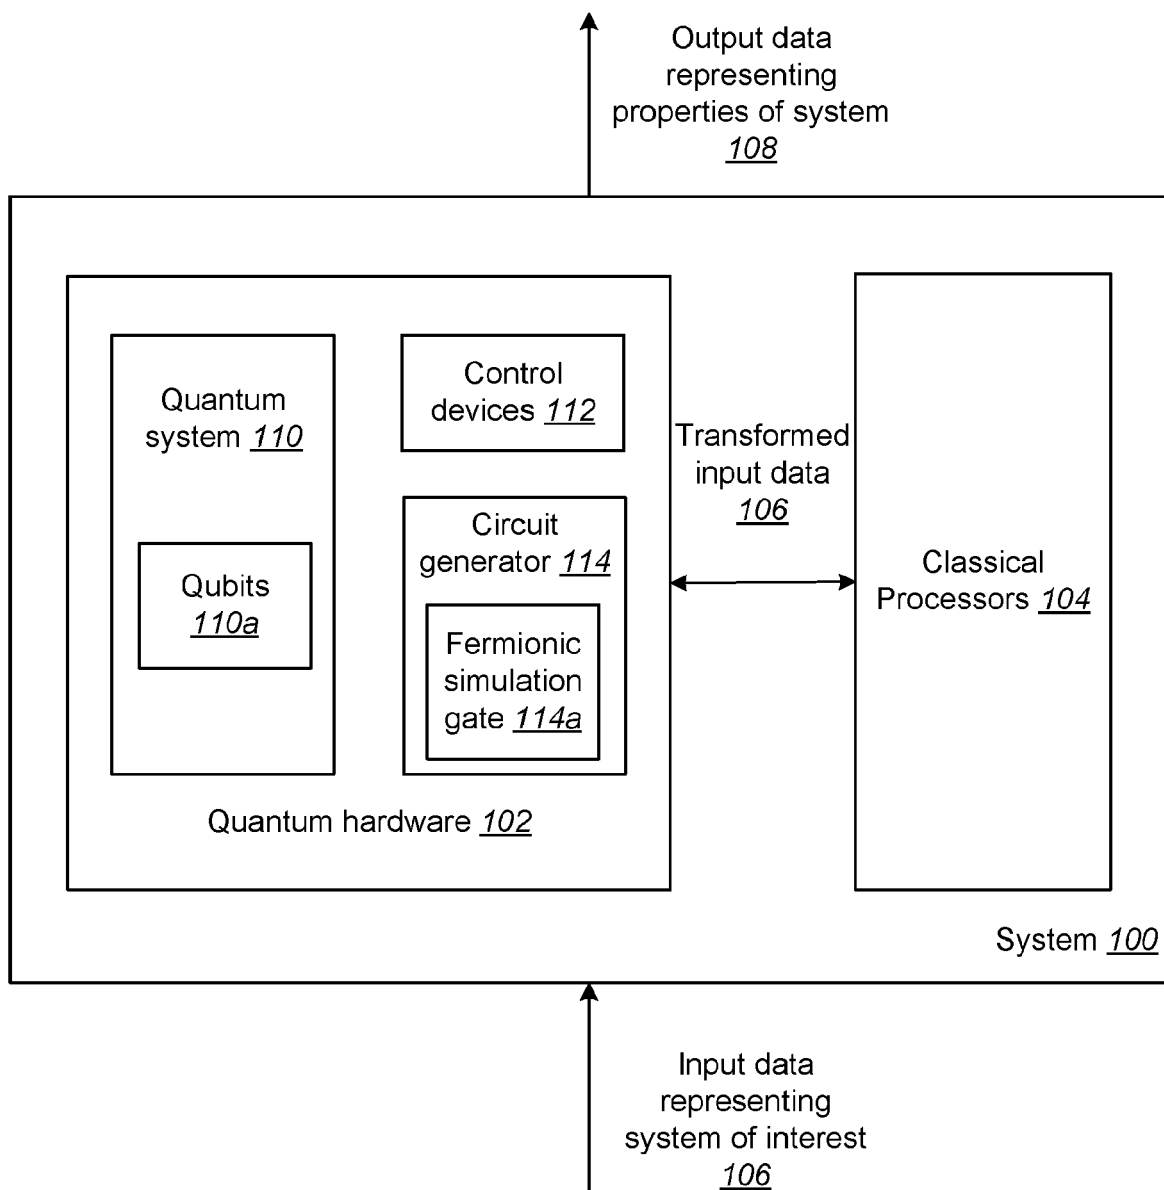 Output data
representing
properties of system
108
Quantum
system 110
Qubits
110a
Control
devices 112
Circuit
generator 114
Fermionic
simulation
gate 114a
Quantum hardware 102
Transformed
input data
106
Classical
Processors 104
System 100
Input data
representing
system of interest
106